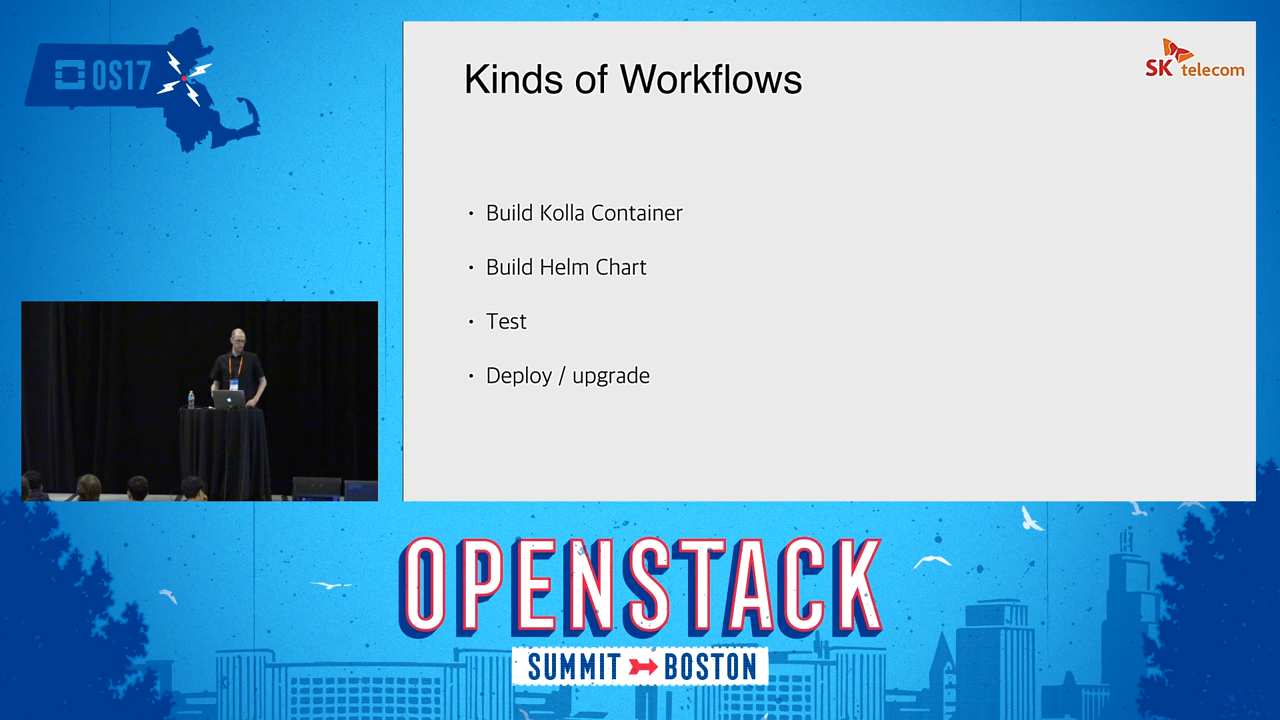 OS17
Kinds of Workflows
SK telecom
• Build Kolla Container
• Build Helm Chart
• Test
• Deploy / upgrade
OPENSTACK
SUMMIT BOSTON